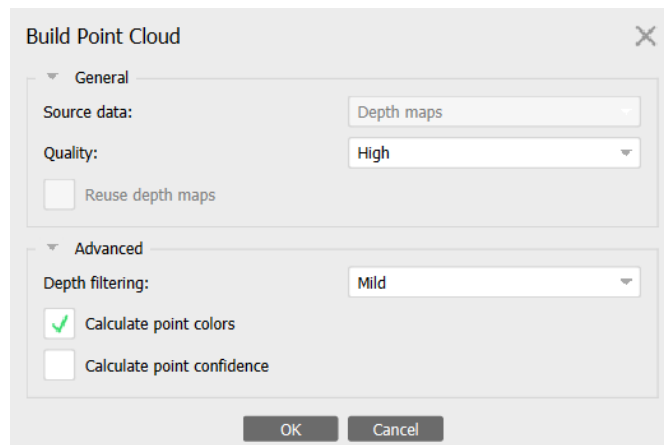 Build Point Cloud
General
Source data: Depth maps
Quality: High
Reuse depth maps
Advanced
Depth filtering: Mild
Calculate point colors
Calculate point confidence
OK Cancel